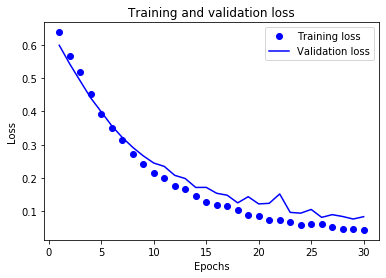 Training and validation loss
Training loss
Validation loss
Loss
0.6
0.5
0.4
0.3
0.2
0.1
0 5 10 15 20 25 30
Epochs